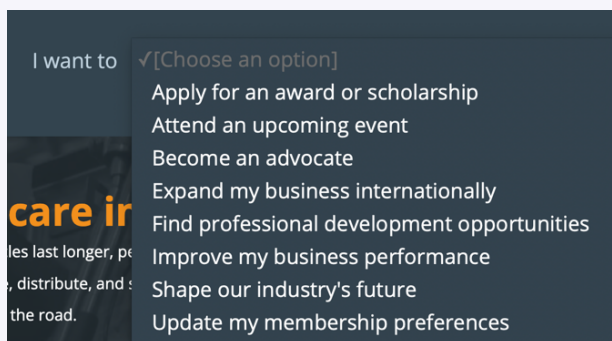 I want to ✓[Choose an option]
Apply for an award or scholarship
Attend an upcoming event
Become an advocate
Expand my business internationally
Find professional development opportunities
Improve my business performance
Shape our industry's future
Update my membership preferences
care in
les last longer,
, distribute, and
the road.